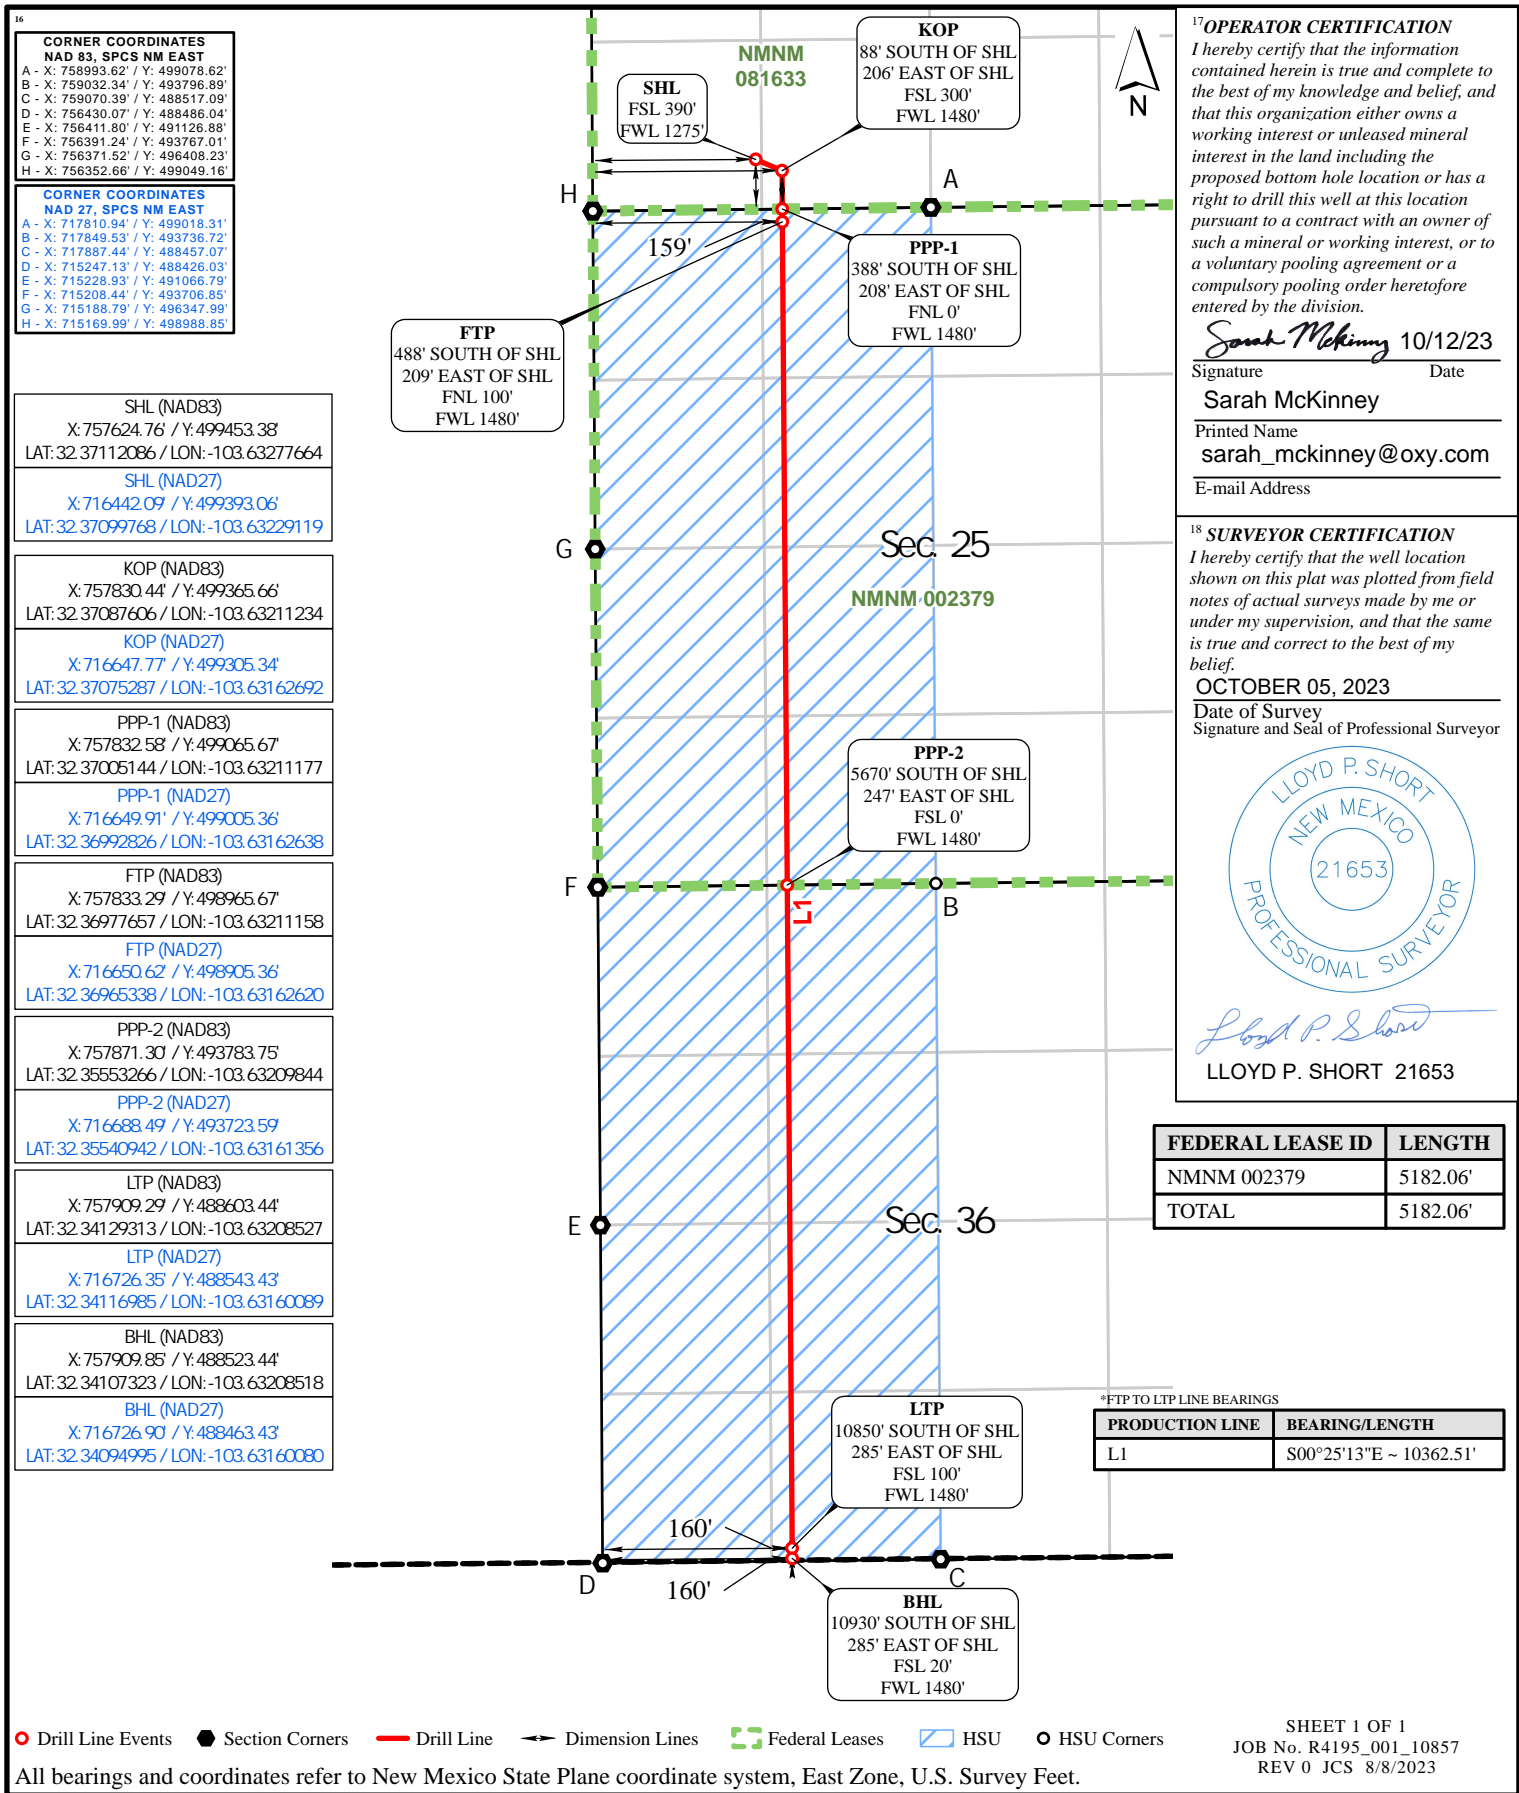 16
CORNER COORDINATES
NAD 83, SPCS NM EAST
A - X: 758993.62' / Y: 499078.62'
B - X: 759032.34' / Y: 493796.89'
C - X: 759070.39' / Y: 488517.09'
D - X: 756430.07' / Y: 488486.04'
E - X: 756411.80' / Y: 491126.88'
F - X: 756391.24' / Y: 493767.01'
G - X: 756371.52' / Y: 496408.23'
H - X: 756352.66' / Y: 499049.16'
CORNER COORDINATES
NAD 27, SPCS NM EAST
A - X: 717810.94' / Y: 499018.31'
B - X: 717849.53' / Y: 493736.72'
C - X: 717887.44' / Y: 488457.07'
D - X: 715247.13' / Y: 488426.03'
E - X: 715228.93' / Y: 491066.79'
F - X: 715208.44' / Y: 493706.85'
G - X: 715188.79' / Y: 496347.99'
H - X: 715169.99' / Y: 498988.85'
SHL (NAD83)
X: 757624.76' / Y: 499453.38'
LAT: 32.37112086 / LON: -103.63277664
SHL (NAD27)
X: 716442.09' / Y: 499393.06'
LAT: 32.37099768 / LON: -103.63229119
KOP (NAD83)
X: 757830.44' / Y: 499365.66'
LAT: 32.37087606 / LON: -103.63211234
KOP (NAD27)
X: 716647.77' / Y: 499305.34'
LAT: 32.37075287 / LON: -103.63162692
PPP-1 (NAD83)
X: 757832.58' / Y: 499065.67'
LAT: 32.37005144 / LON: -103.63211177
PPP-1 (NAD27)
X: 716649.91' / Y: 499005.36'
LAT: 32.36992826 / LON: -103.63162638
FTP (NAD83)
X: 757833.29' / Y: 498965.67'
LAT: 32.36977657 / LON: -103.63211158
FTP (NAD27)
X: 716650.62' / Y: 498905.36'
LAT: 32.36965338 / LON: -103.63162620
PPP-2 (NAD83)
X: 757871.30' / Y: 493783.75'
LAT: 32.35553266 / LON: -103.63209844
PPP-2 (NAD27)
X: 716688.49' / Y: 493723.59'
LAT: 32.35540942 / LON: -103.63161356
LTP (NAD83)
X: 757909.29' / Y: 488603.44'
LAT: 32.34129313 / LON: -103.63208527
LTP (NAD27)
X: 716726.35' / Y: 488543.43'
LAT: 32.34116985 / LON: -103.63160089
BHL (NAD83)
X: 757909.85' / Y: 488523.44'
LAT: 32.34107323 / LON: -103.63208518
BHL (NAD27)
X: 716726.90' / Y: 488463.43'
LAT: 32.34094995 / LON: -103.63160080
NMNM
081633
SHL
FSL 390'
FWL 1275'
KOP
88' SOUTH OF SHL
206' EAST OF SHL
FSL 300'
FWL 1480'
N
H
A
159'
PPP-1
388' SOUTH OF SHL
208' EAST OF SHL
FNL 0'
FWL 1480'
FTP
488' SOUTH OF SHL
209' EAST OF SHL
FNL 100'
FWL 1480'
G
Sec. 25
NMNM 002379
PPP-2
5670' SOUTH OF SHL
247' EAST OF SHL
FSL 0'
FWL 1480'
F
B
L1
E
Sec. 36
LTP
10850' SOUTH OF SHL
285' EAST OF SHL
FSL 100'
FWL 1480'
160'
D
C
160'
BHL
10930' SOUTH OF SHL
285' EAST OF SHL
FSL 20'
FWL 1480'
17 OPERATOR CERTIFICATION
I hereby certify that the information
contained herein is true and complete to
the best of my knowledge and belief, and
that this organization either owns a
working interest or unleased mineral
interest in the land including the
proposed bottom hole location or has a
right to drill this well at this location
pursuant to a contract with an owner of
such a mineral or working interest, or to
a voluntary pooling agreement or a
compulsory pooling order heretofore
entered by the division.
Sarah McKinney 10/12/23
Signature Date
Sarah McKinney
Printed Name
sarah_mckinney@oxy.com
E-mail Address
18 SURVEYOR CERTIFICATION
I hereby certify that the well location
shown on this plat was plotted from field
notes of actual surveys made by me or
under my supervision, and that the same
is true and correct to the best of my
belief.
OCTOBER 05, 2023
Date of Survey
Signature and Seal of Professional Surveyor
LLOYD P. SHORT
NEW MEXICO
21653
PROFESSIONAL SURVEYOR
Lloyd P. Short
LLOYD P. SHORT 21653
FEDERAL LEASE ID LENGTH
NMNM 002379 5182.06'
TOTAL 5182.06'
*FTP TO LTP LINE BEARINGS
PRODUCTION LINE BEARING/LENGTH
L1 S00°25'13"E ~ 10362.51'
Drill Line Events Section Corners Drill Line Dimension Lines Federal Leases HSU HSU Corners
All bearings and coordinates refer to New Mexico State Plane coordinate system, East Zone, U.S. Survey Feet.
SHEET 1 OF 1
JOB No. R4195_001_10857
REV 0 JCS 8/8/2023